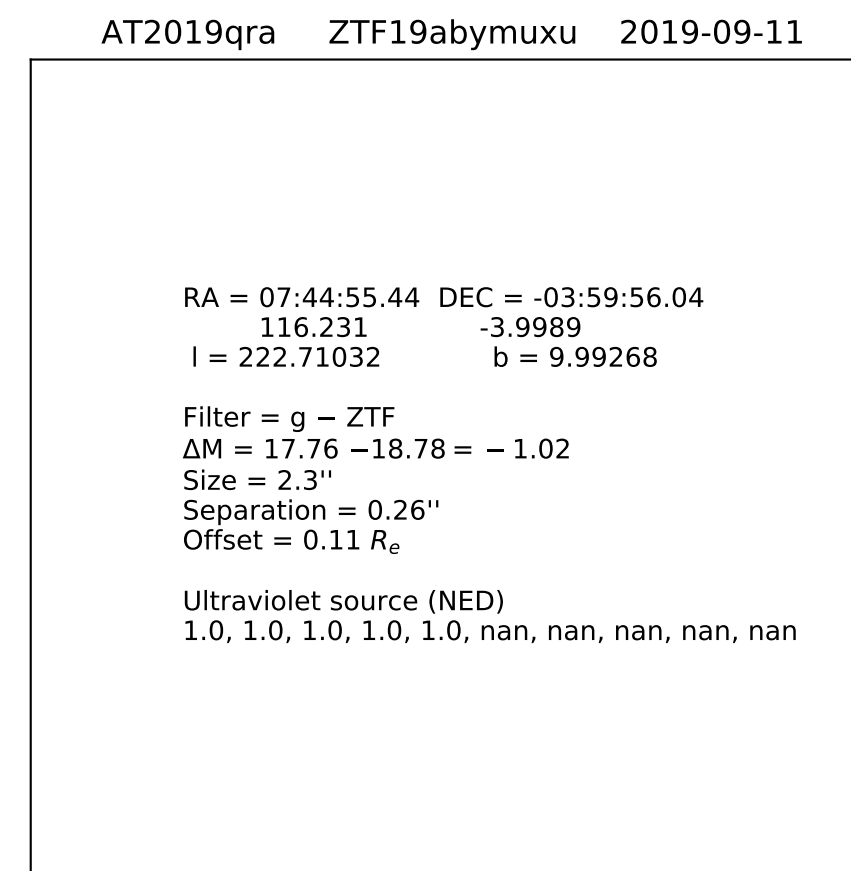 AT2019qra ZTF19abymuxu 2019-09-11
RA = 07:44:55.44 DEC = -03:59:56.04
116.231 -3.9989
l = 222.71032 b = 9.99268
Filter = g − ZTF
ΔM = 17.76 −18.78 = − 1.02
Size = 2.3''
Separation = 0.26''
Offset = 0.11 Re
Ultraviolet source (NED)
1.0, 1.0, 1.0, 1.0, 1.0, nan, nan, nan, nan, nan